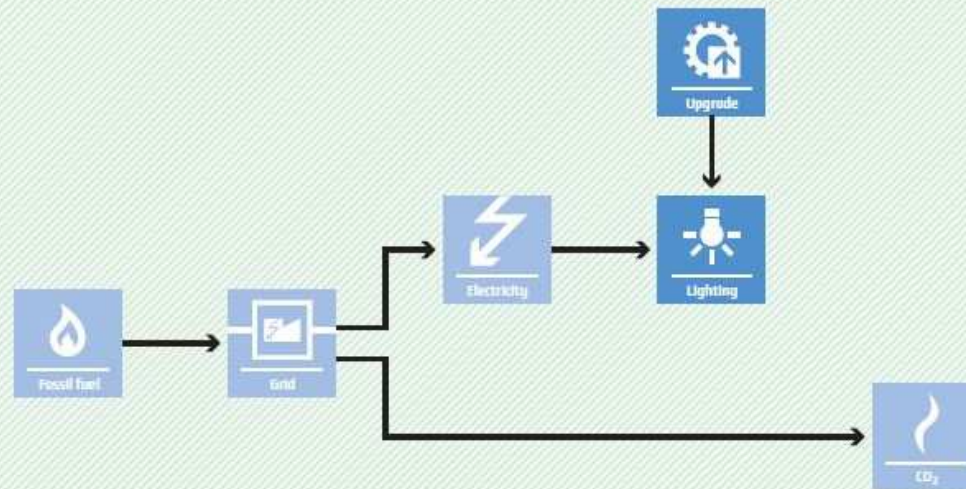 Upgrade
Electricity
Lighting
Fossil fuel
Grid
CO₂